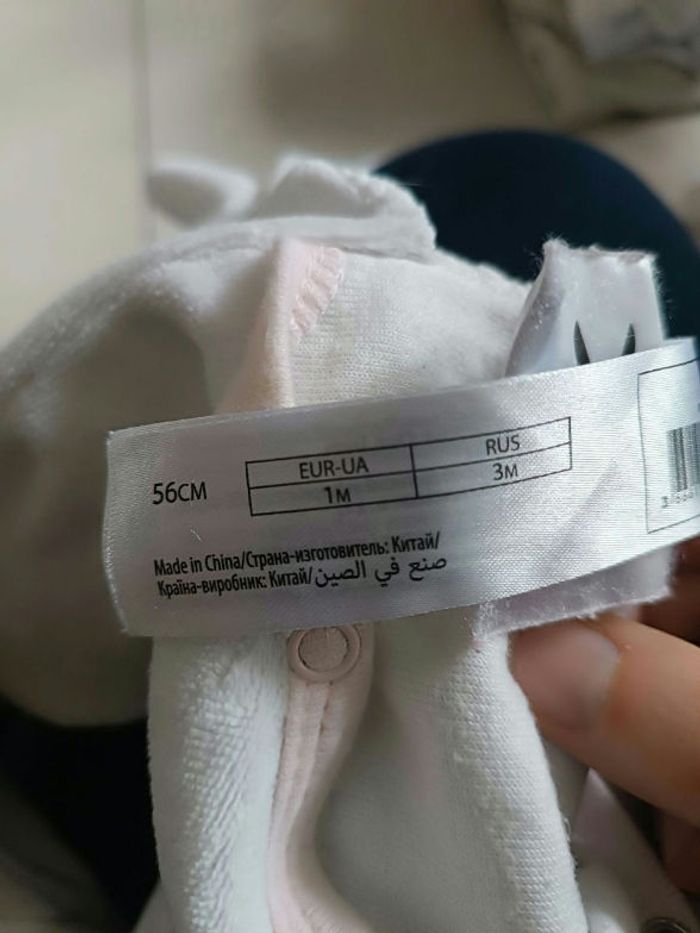 56CM
EUR-UA RUS
1M 3M
Made in China/Страна-изготовитель: Китай/
Країна-виробник: Китай/صنع في الصين